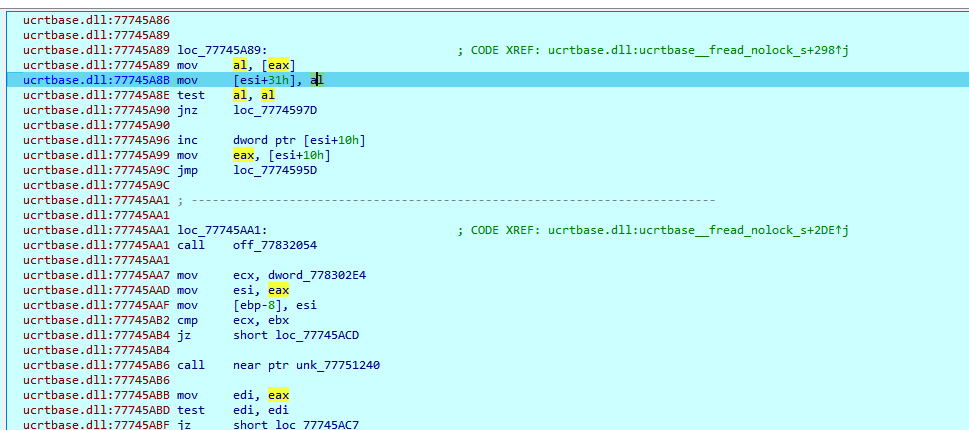 ucrtbase.dll:77745A86
ucrtbase.dll:77745A89
ucrtbase.dll:77745A89 loc_77745A89: ; CODE XREF: ucrtbase.dll:ucrtbase__fread_nolock_s+298↑j
ucrtbase.dll:77745A89 mov al, [eax]
ucrtbase.dll:77745A8B mov [esi+31h], al
ucrtbase.dll:77745A8E test al, al
ucrtbase.dll:77745A90 jnz loc_7774597D
ucrtbase.dll:77745A90
ucrtbase.dll:77745A96 inc dword ptr [esi+10h]
ucrtbase.dll:77745A99 mov eax, [esi+10h]
ucrtbase.dll:77745A9C jmp loc_7774595D
ucrtbase.dll:77745A9C
ucrtbase.dll:77745AA1 ; ---------------------------------------------------------------------------
ucrtbase.dll:77745AA1
ucrtbase.dll:77745AA1 loc_77745AA1: ; CODE XREF: ucrtbase.dll:ucrtbase__fread_nolock_s+2DE↑j
ucrtbase.dll:77745AA1 call off_77832054
ucrtbase.dll:77745AA1
ucrtbase.dll:77745AA7 mov ecx, dword_778302E4
ucrtbase.dll:77745AAD mov esi, eax
ucrtbase.dll:77745AAF mov [ebp-8], esi
ucrtbase.dll:77745AB2 cmp ecx, ebx
ucrtbase.dll:77745AB4 jz short loc_77745ACD
ucrtbase.dll:77745AB4
ucrtbase.dll:77745AB6 call near ptr unk_77751240
ucrtbase.dll:77745AB6
ucrtbase.dll:77745ABB mov edi, eax
ucrtbase.dll:77745ABD test edi, edi
ucrtbase.dll:77745ABF jz short loc_77745AC7